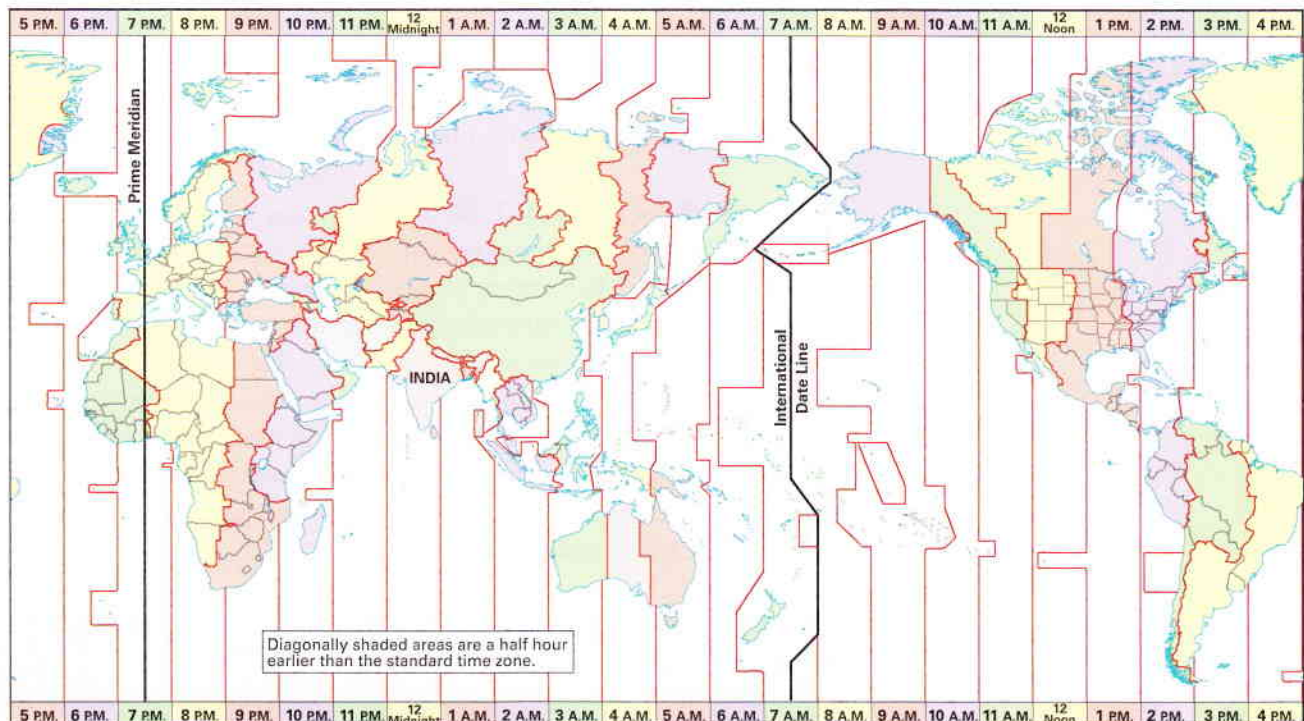 5 P.M. 6 P.M. 7 P.M. 8 P.M. 9 P.M. 10 P.M. 11 P.M. 12 Midnight 1 A.M. 2 A.M. 3 A.M. 4 A.M. 5 A.M. 6 A.M. 7 A.M. 8 A.M. 9 A.M. 10 A.M. 11 A.M. 12 Noon 1 P.M. 2 P.M. 3 P.M. 4 P.M.
Prime Meridian
INDIA
International
Date Line
Diagonally shaded areas are a half hour
earlier than the standard time zone.
5 P.M. 6 P.M. 7 P.M. 8 P.M. 9 P.M. 10 P.M. 11 P.M. 12 Midnight 1 A.M. 2 A.M. 3 A.M. 4 A.M. 5 A.M. 6 A.M. 7 A.M. 8 A.M. 9 A.M. 10 A.M. 11 A.M. 12 Noon 1 P.M. 2 P.M. 3 P.M. 4 P.M.